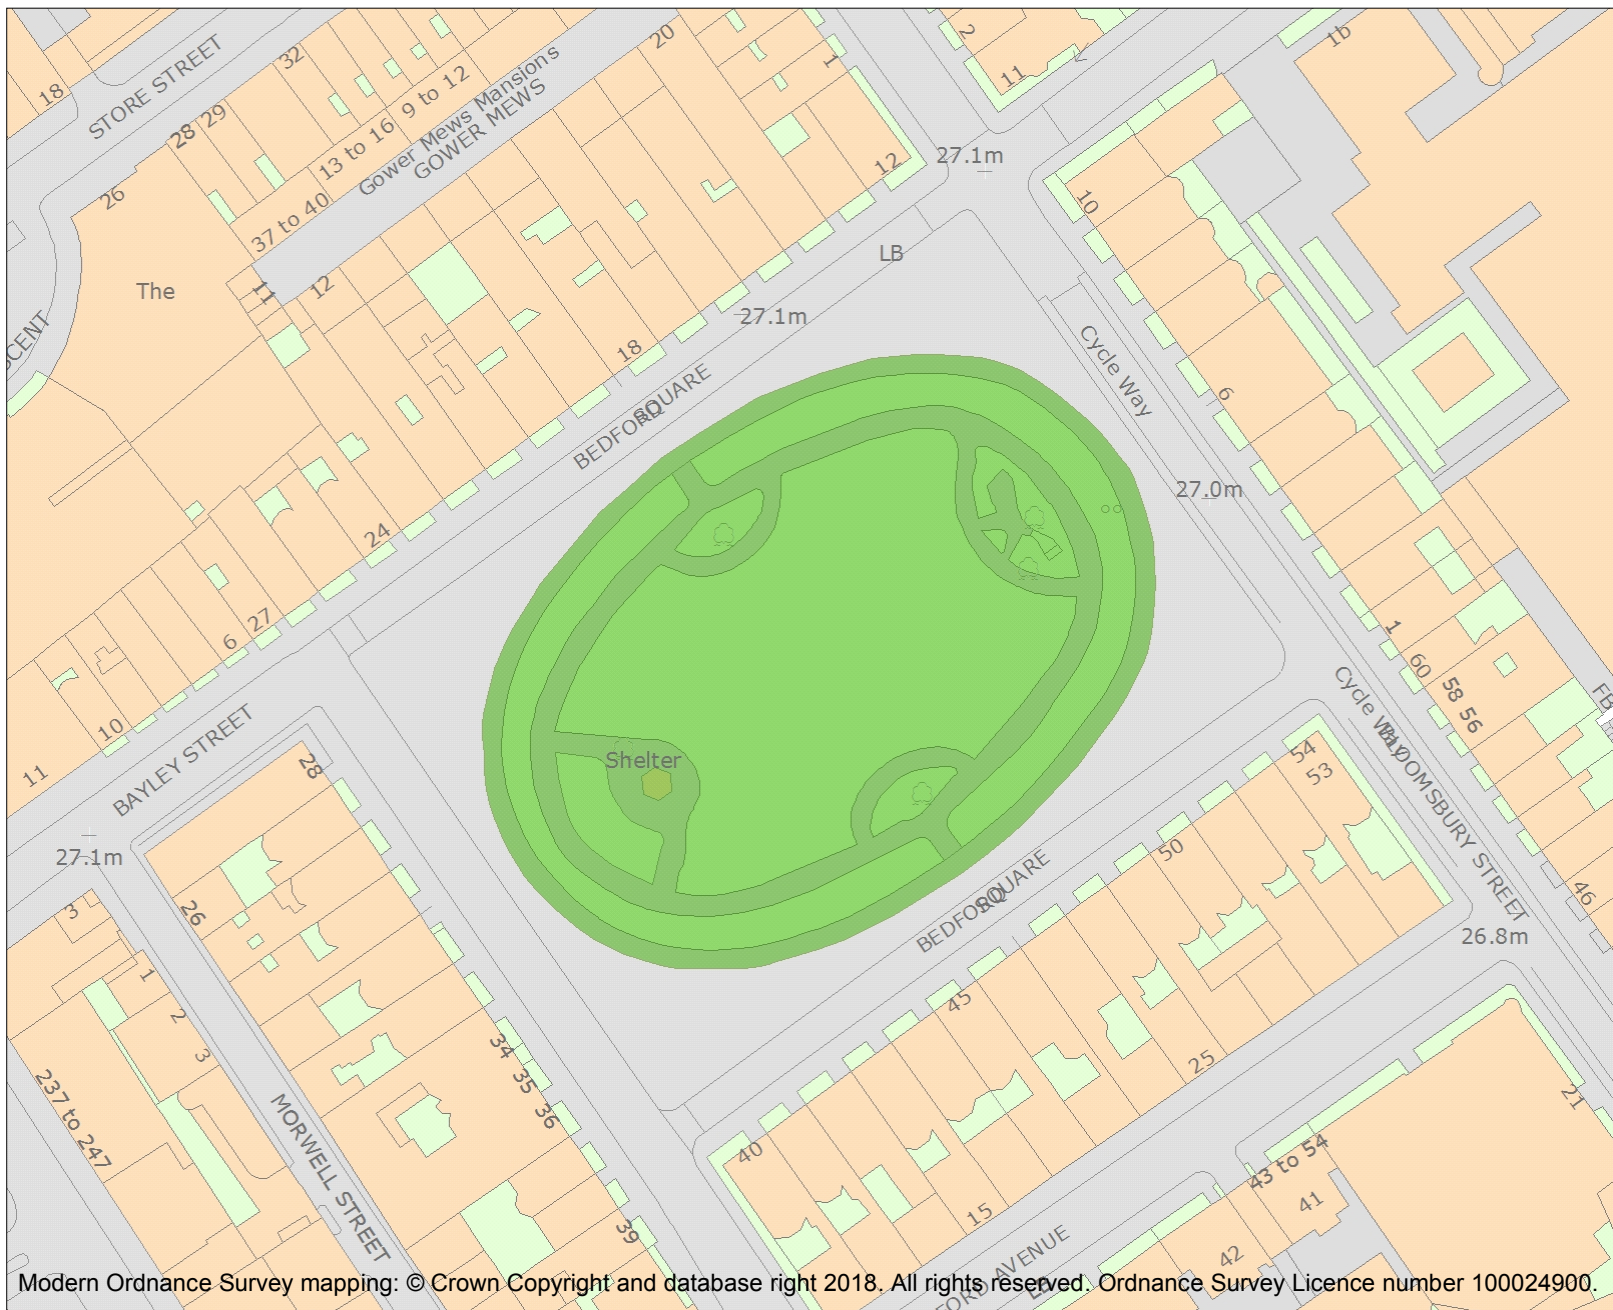 18
STORE STREET
32
28
29
26
The
13 to 16
9 to 12
Gower Mews Mansions
GOWER MEWS
37 to 40
20
1
12
2
11
1b
27.1m
10
LB
27.1m
11
12
18
BEDFORD
SQUARE
Cycle Way
6
27.0m
24
27
6
10
11
BAYLEY STREET
27.1m
28
26
3
1
2
3
237 to 247
MORWELL STREET
34
35
36
39
Shelter
1
60
58
56
FB
Cycle Way
BLOOMSBURY STREET
54
53
50
46
26.8m
BEDFORD
SQUARE
45
40
25
15
21
43 to 54
41
42
LB
Modern Ordnance Survey mapping: © Crown Copyright and database right 2018. All rights reserved. Ordnance Survey Licence number 100024900.